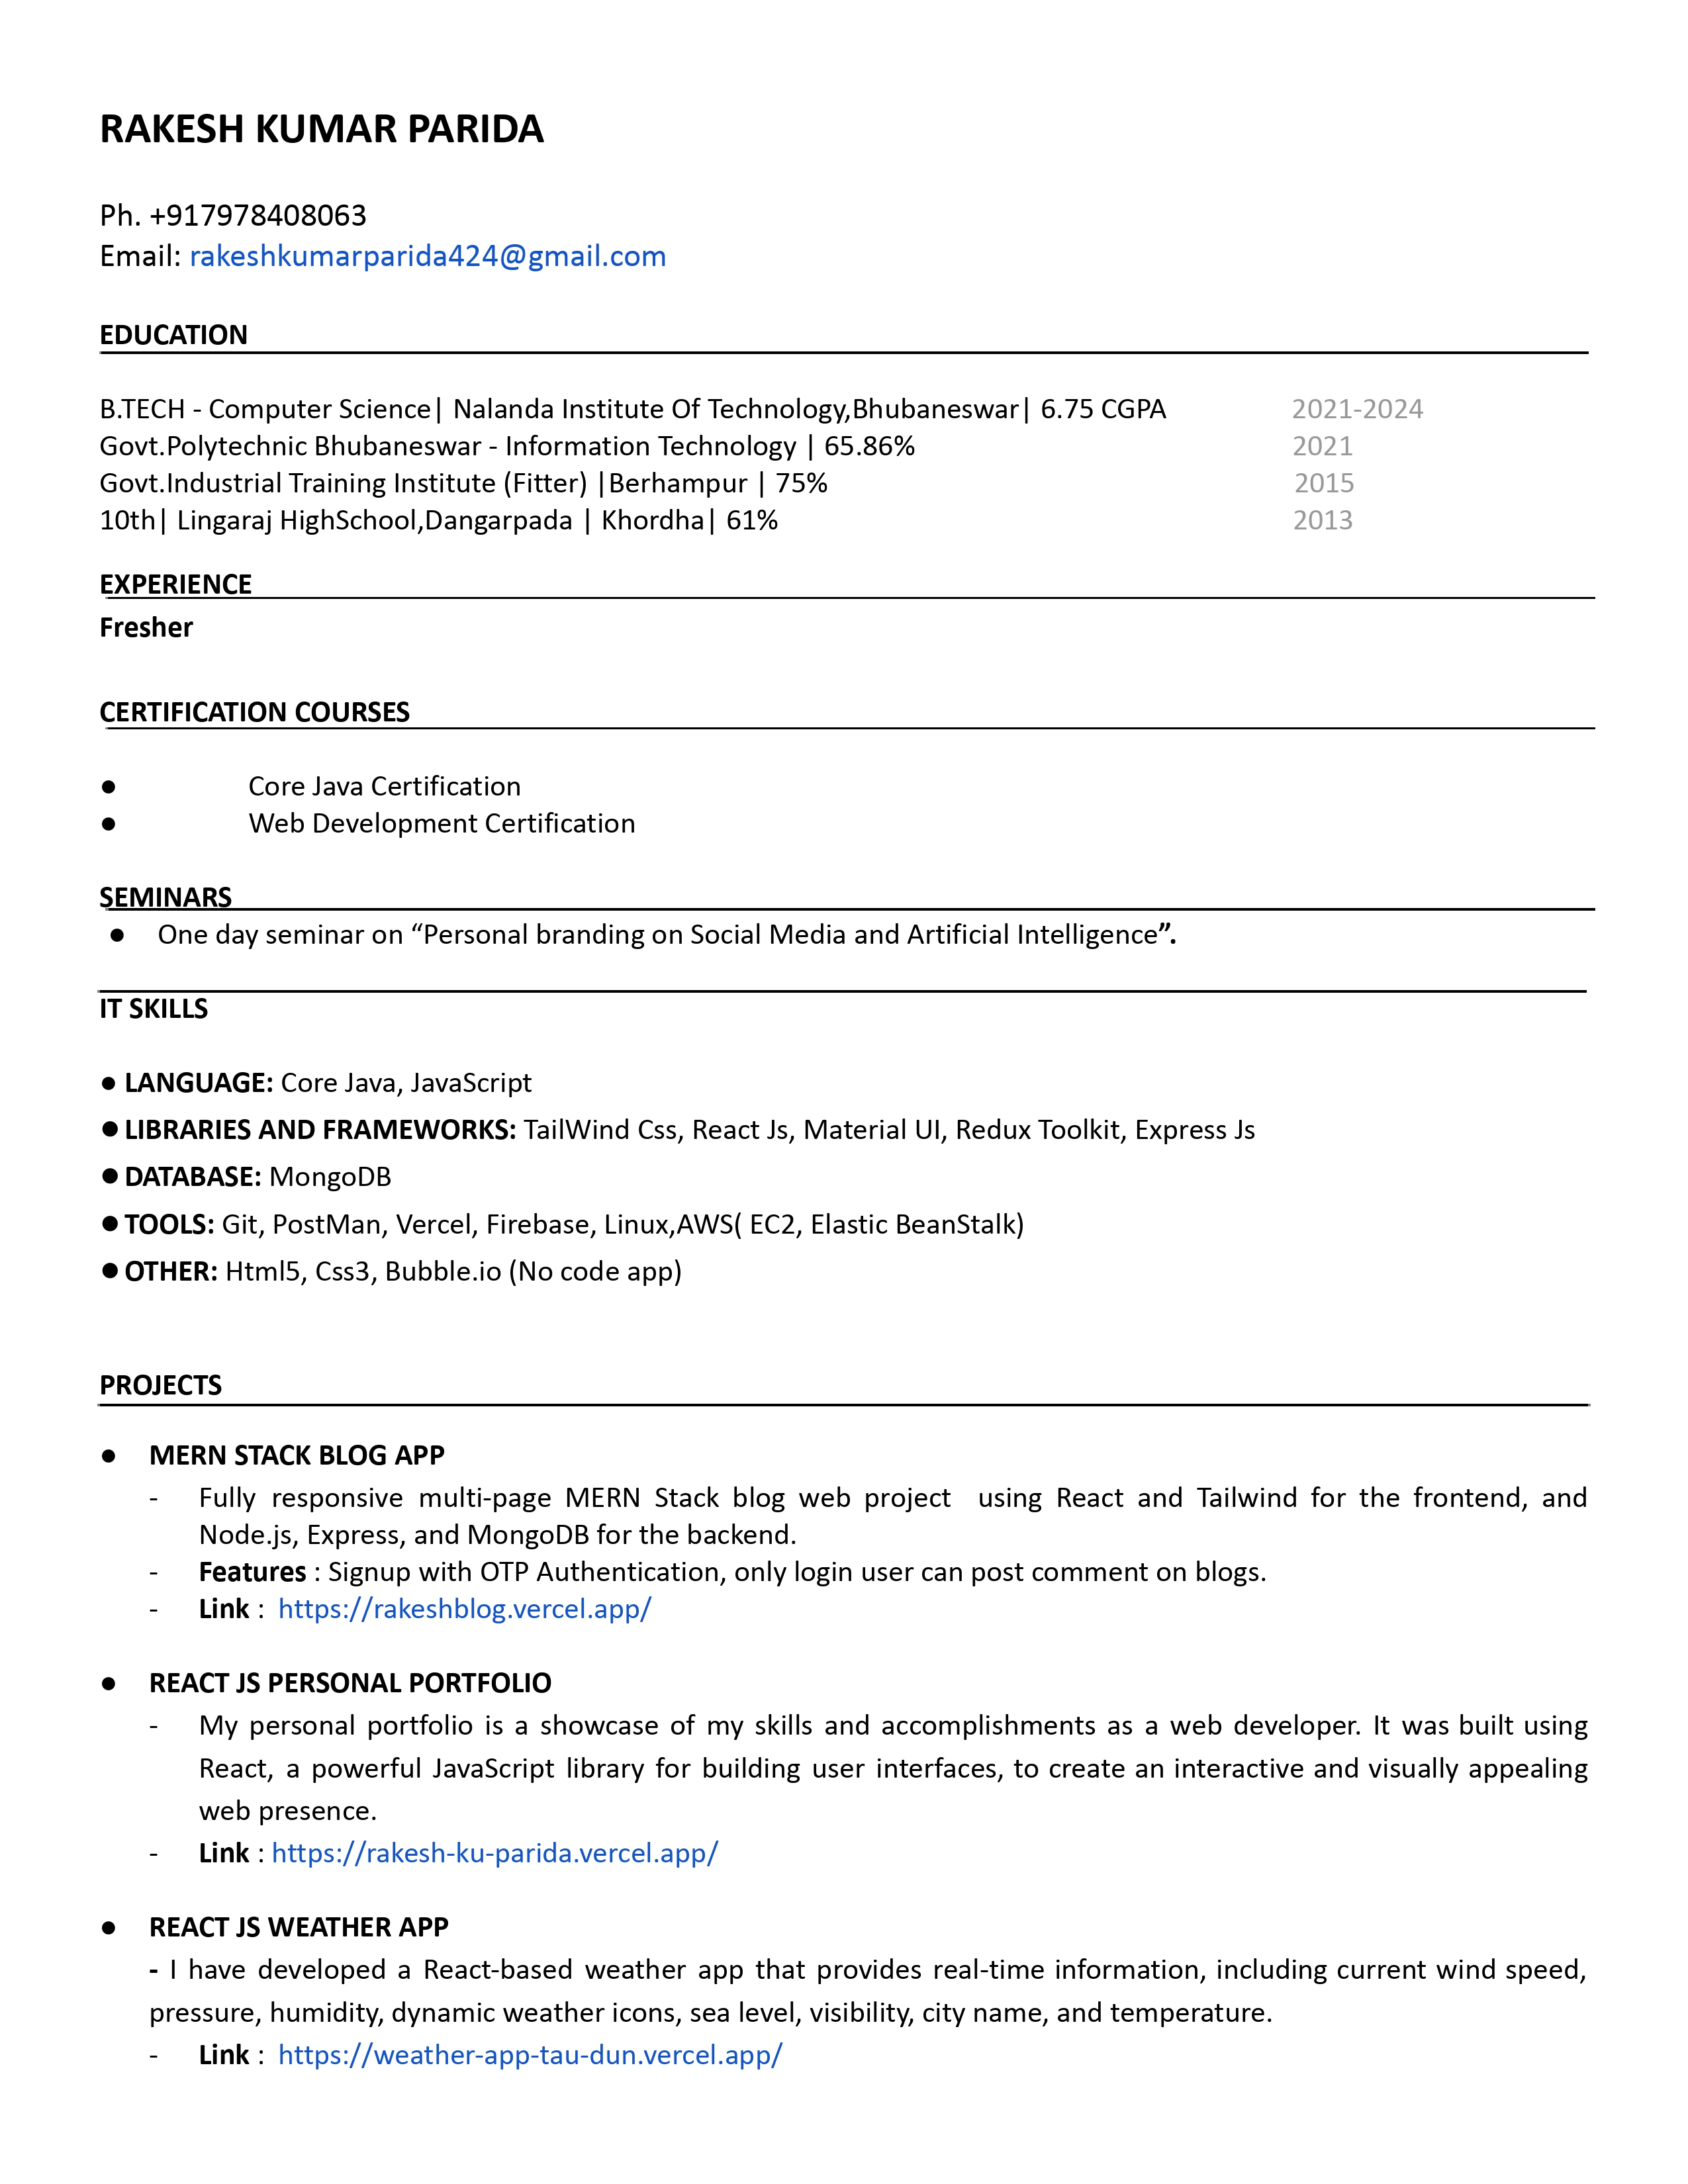 RAKESH KUMAR PARIDA
Ph. +917978408063
Email: rakeshkumarparida424@gmail.com
EDUCATION
B.TECH - Computer Science| Nalanda Institute Of Technology,Bhubaneswar| 6.75 CGPA 2021-2024
Govt.Polytechnic Bhubaneswar - Information Technology | 65.86% 2021
Govt.Industrial Training Institute (Fitter) |Berhampur | 75% 2015
10th| Lingaraj HighSchool,Dangarpada | Khordha| 61% 2013
EXPERIENCE
Fresher
CERTIFICATION COURSES
● Core Java Certification
● Web Development Certification
SEMINARS
● One day seminar on “Personal branding on Social Media and Artificial Intelligence”.
IT SKILLS
● LANGUAGE: Core Java, JavaScript
● LIBRARIES AND FRAMEWORKS: TailWind Css, React Js, Material UI, Redux Toolkit, Express Js
● DATABASE: MongoDB
● TOOLS: Git, PostMan, Vercel, Firebase, Linux,AWS( EC2, Elastic BeanStalk)
● OTHER: Html5, Css3, Bubble.io (No code app)
PROJECTS
● MERN STACK BLOG APP
- Fully responsive multi-page MERN Stack blog web project using React and Tailwind for the frontend, and
Node.js, Express, and MongoDB for the backend.
- Features : Signup with OTP Authentication, only login user can post comment on blogs.
- Link : https://rakeshblog.vercel.app/
● REACT JS PERSONAL PORTFOLIO
- My personal portfolio is a showcase of my skills and accomplishments as a web developer. It was built using
React, a powerful JavaScript library for building user interfaces, to create an interactive and visually appealing
web presence.
- Link : https://rakesh-ku-parida.vercel.app/
● REACT JS WEATHER APP
- I have developed a React-based weather app that provides real-time information, including current wind speed,
pressure, humidity, dynamic weather icons, sea level, visibility, city name, and temperature.
- Link : https://weather-app-tau-dun.vercel.app/